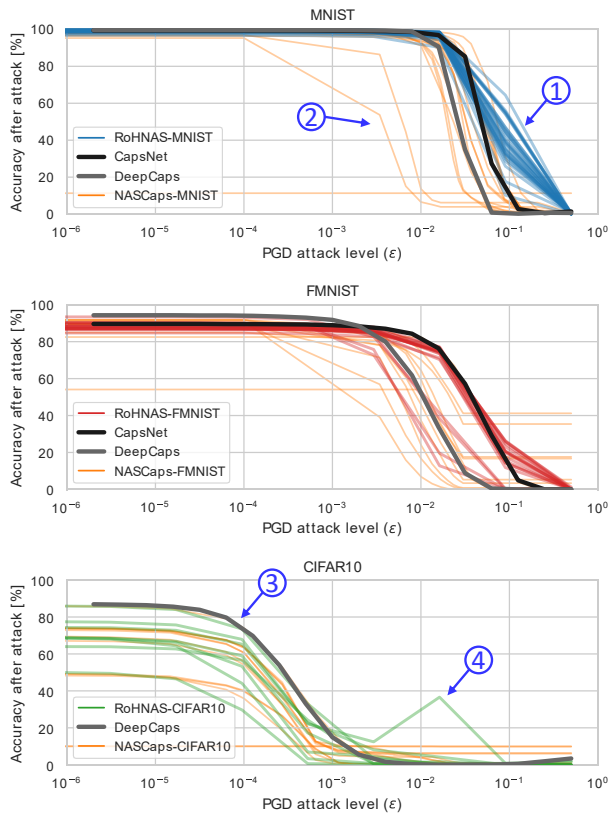 MNIST
Accuracy after attack [%]
100
80
60
40
20
0
1
2
RoHNAS-MNIST
CapsNet
DeepCaps
NASCaps-MNIST
10⁻⁶ 10⁻⁵ 10⁻⁴ 10⁻³ 10⁻² 10⁻¹ 10⁰
PGD attack level (ε)
FMNIST
Accuracy after attack [%]
100
80
60
40
20
0
RoHNAS-FMNIST
CapsNet
DeepCaps
NASCaps-FMNIST
10⁻⁶ 10⁻⁵ 10⁻⁴ 10⁻³ 10⁻² 10⁻¹ 10⁰
PGD attack level (ε)
CIFAR10
Accuracy after attack [%]
100
80
60
40
20
0
3
4
RoHNAS-CIFAR10
DeepCaps
NASCaps-CIFAR10
10⁻⁶ 10⁻⁵ 10⁻⁴ 10⁻³ 10⁻² 10⁻¹ 10⁰
PGD attack level (ε)